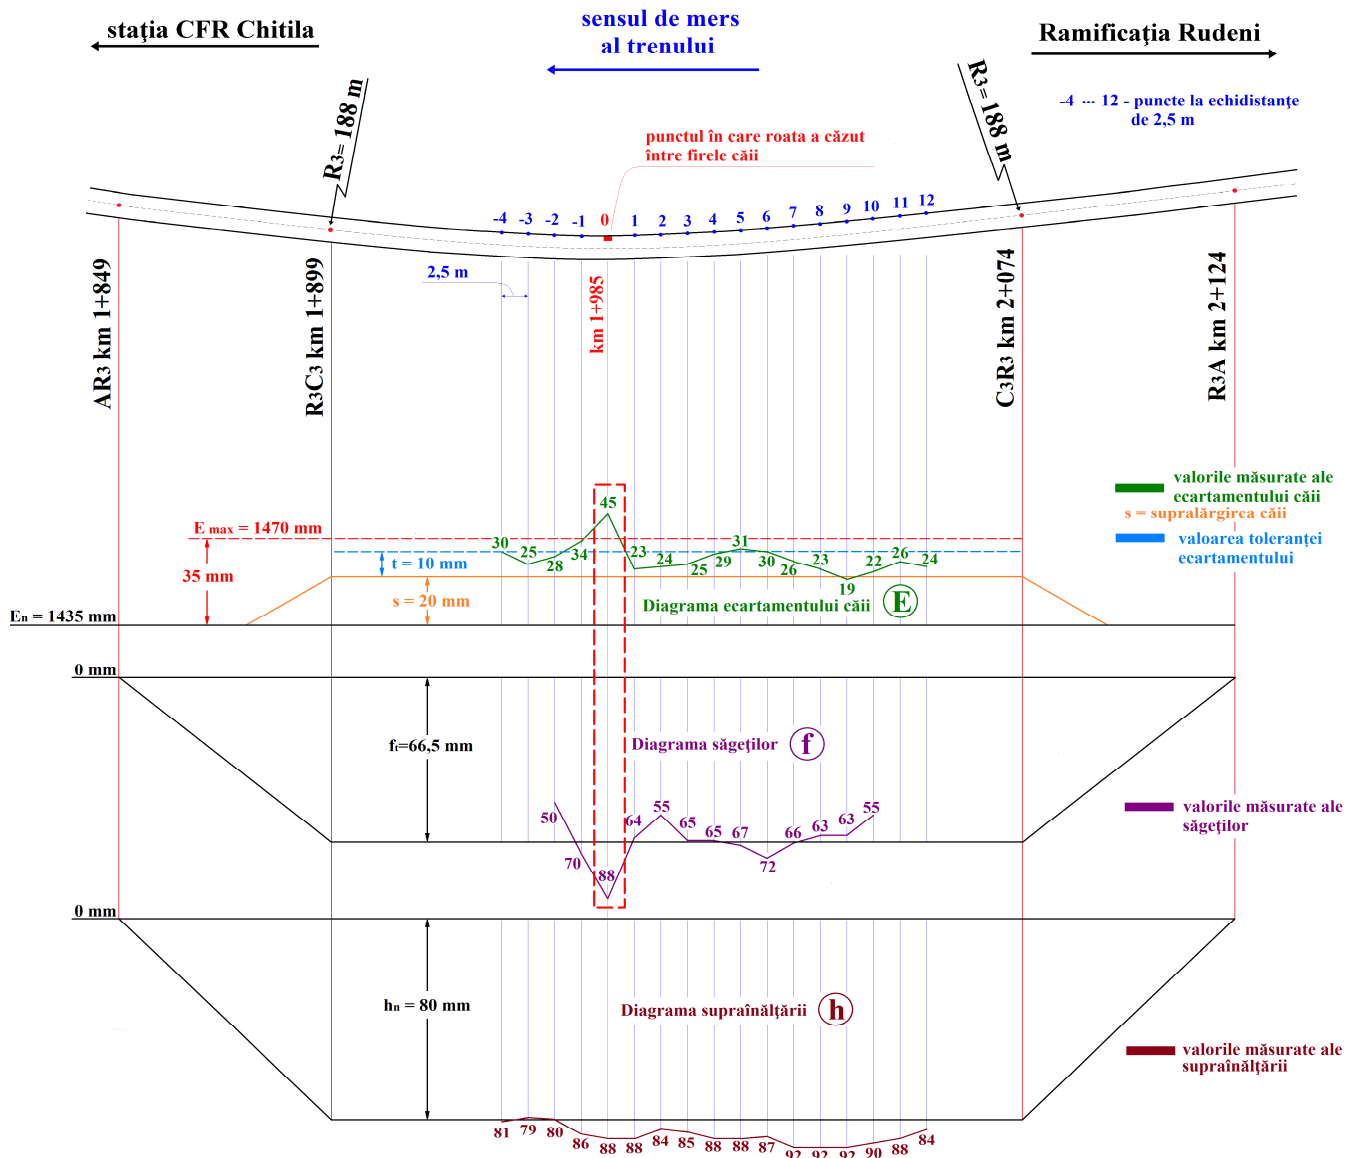 staţia CFR Chitila
sensul de mers
al trenului
Ramificaţia Rudeni
R3= 188 m
R3= 188 m
-4 --- 12 - puncte la echidistanţe
de 2,5 m
punctul în care roata a căzut
între firele căii
-4 -3 -2 -1 0 1 2 3 4 5 6 7 8 9 10 11 12
2,5 m
AR3 km 1+849
R3C3 km 1+899
km 1+985
C3R3 km 2+074
R3A km 2+124
valorile măsurate ale
ecartamentului căii
s = supralărgirea căii
valoarea toleranţei
ecartamentului
E max = 1470 mm
35 mm
t = 10 mm
s = 20 mm
30 25 28 34 45 23 24 25 29 31 30 26 23 19 22 26 24
Diagrama ecartamentului căii E
En = 1435 mm
0 mm
ft=66,5 mm
Diagrama săgeţilor f
50 70 88 64 55 65 65 67 72 66 63 63 55
valorile măsurate ale
săgeţilor
0 mm
hn = 80 mm
Diagrama supraînălţării h
valorile măsurate ale
supraînălţării
81 79 80 86 88 88 84 85 88 88 87 92 92 92 90 88 84